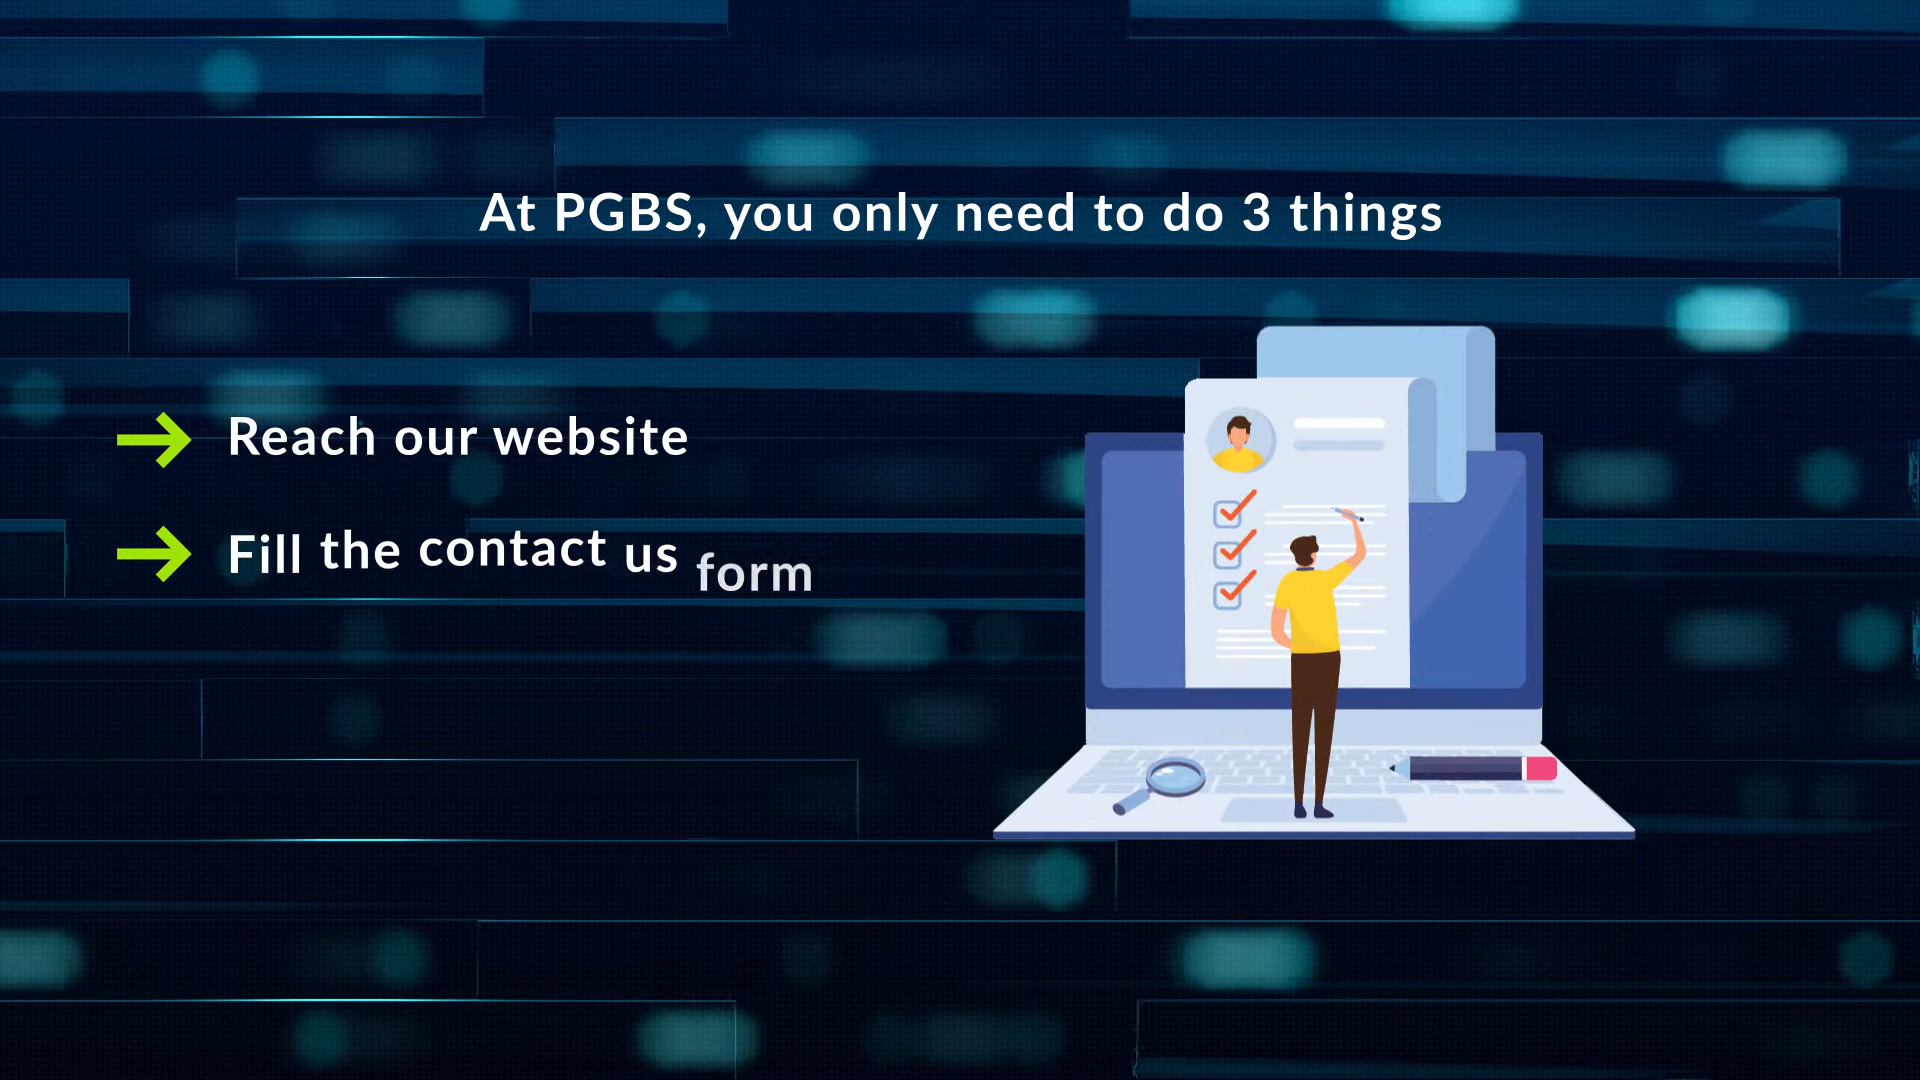 At PGBS, you only need to do 3 things
Reach our website
Fill the contact us form